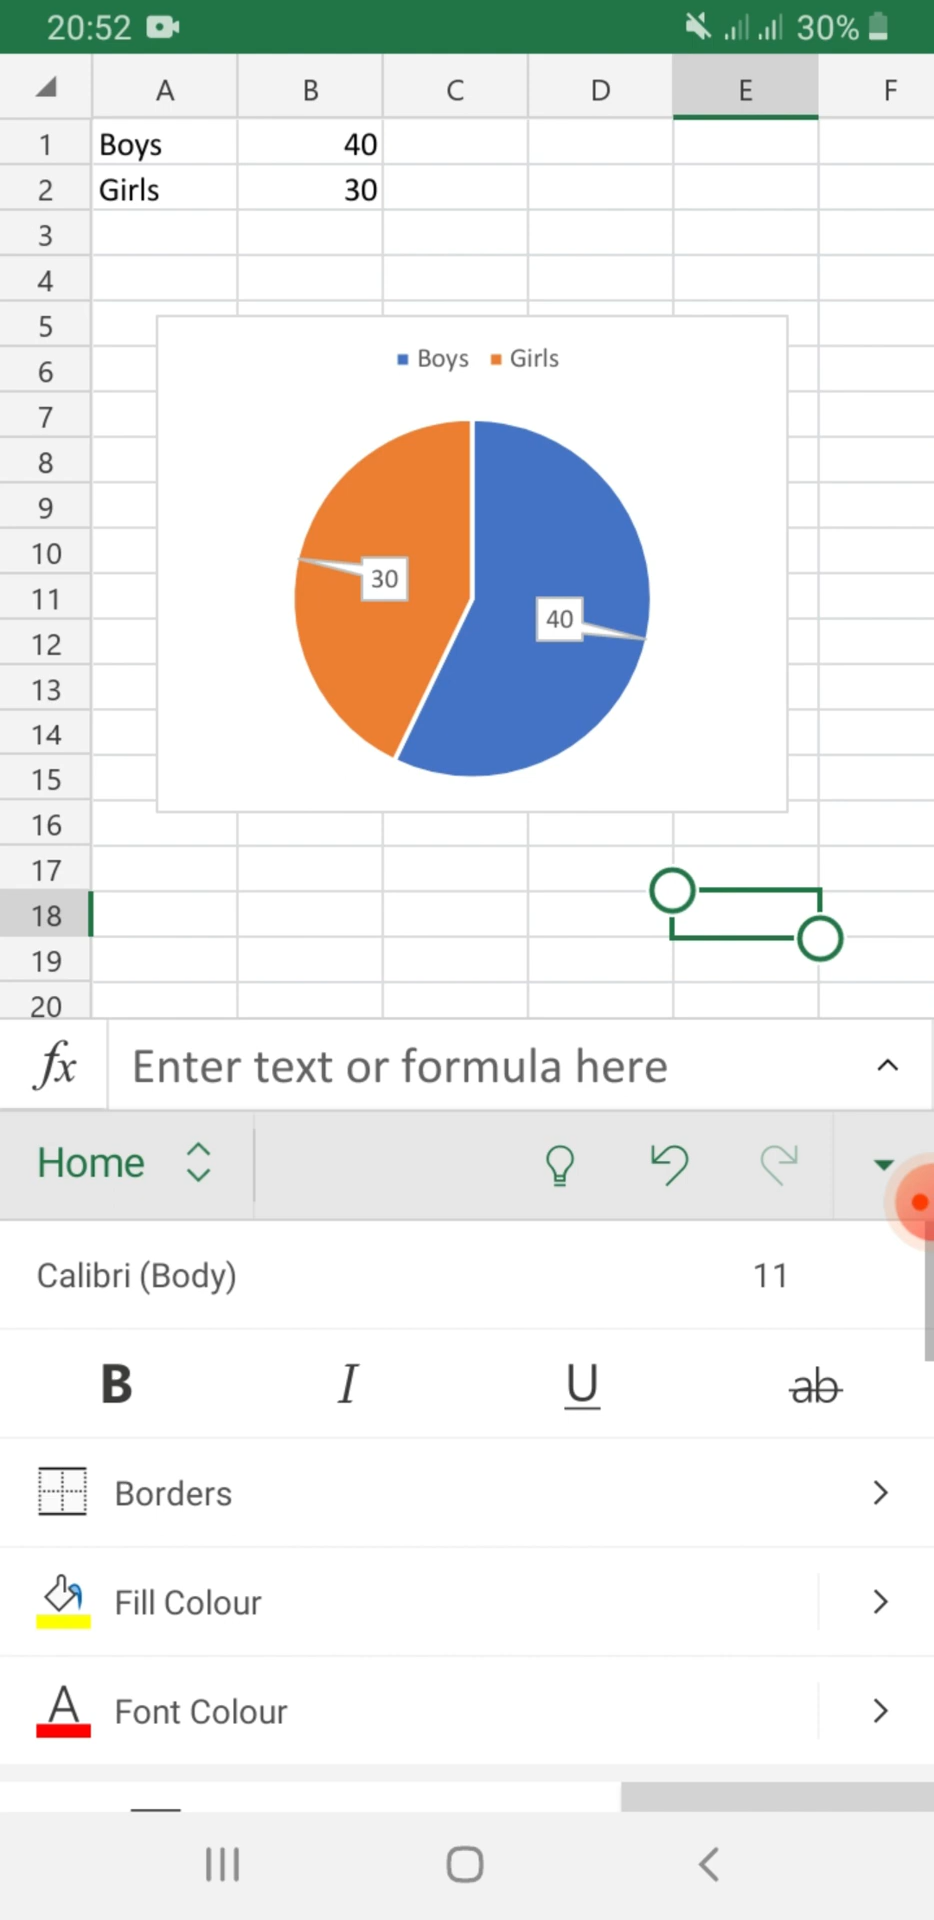 20:52 30%
A B C D E F
1 Boys 40
2 Girls 30
3
4
5
6 Boys Girls
7
8
9
10
11 30
12 40
13
14
15
16
17
18
19
20
fx Enter text or formula here
Home
Calibri (Body) 11
B I U ab
Borders
Fill Colour
A Font Colour